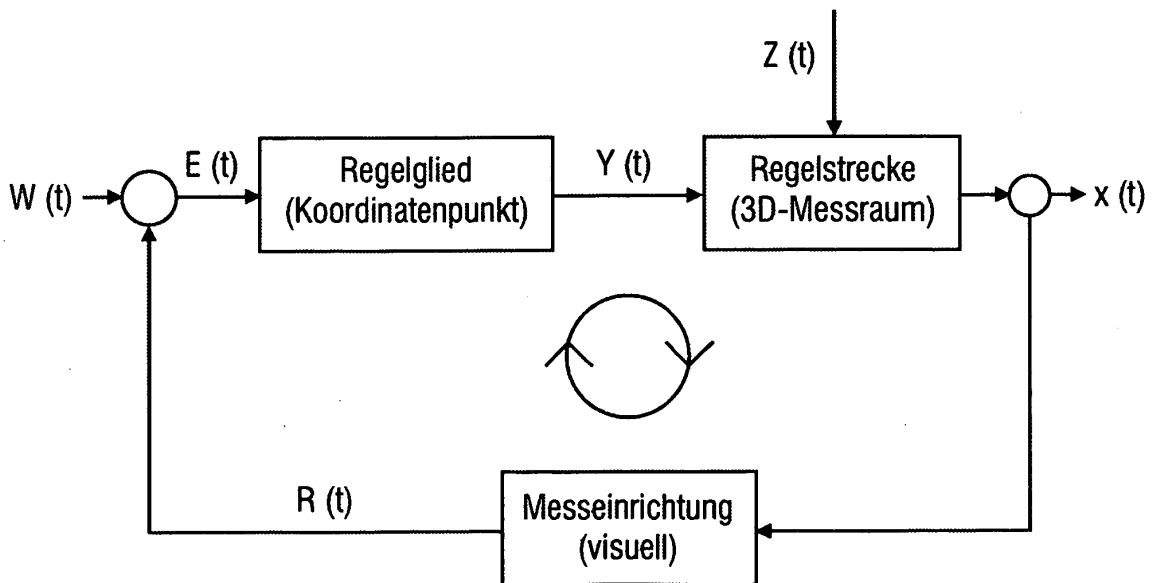 Z (t)
W (t)
E (t)
Regelglied
(Koordinatenpunkt)
Y (t)
Regelstrecke
(3D-Messraum)
x (t)
R (t)
Messeinrichtung
(visuell)